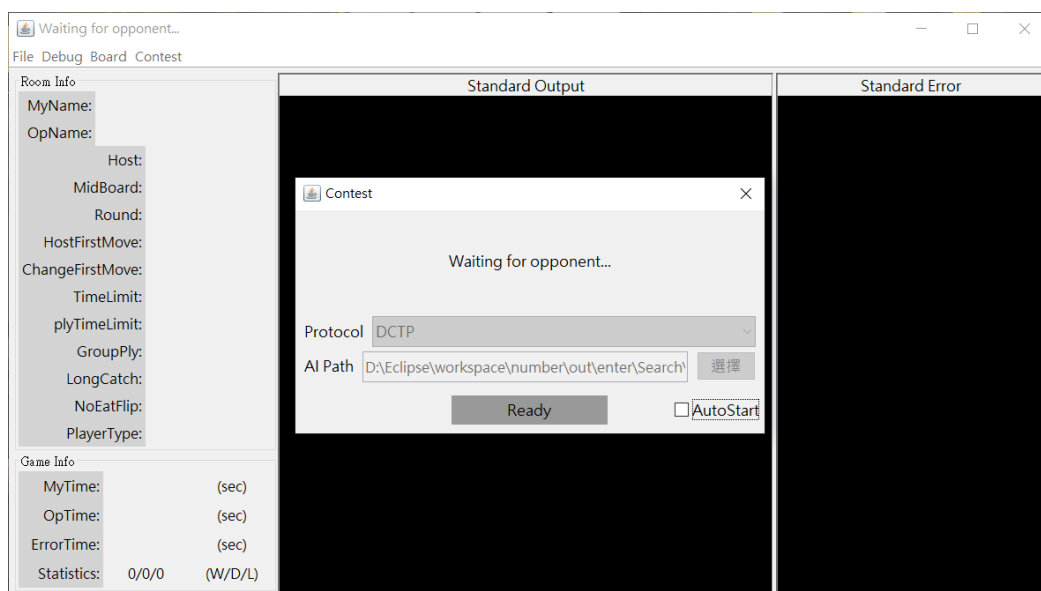 Waiting for opponent...
File Debug Board Contest
Room Info
MyName:
OpName:
Host:
MidBoard:
Round:
HostFirstMove:
ChangeFirstMove:
TimeLimit:
plyTimeLimit:
GroupPly:
LongCatch:
NoEatFlip:
PlayerType:
Game Info
MyTime: (sec)
OpTime: (sec)
ErrorTime: (sec)
Statistics: 0/0/0 (W/D/L)
Standard Output
Standard Error
Contest
Waiting for opponent...
Protocol DCTP
AI Path D:\Eclipse\workspace\number\out\enter\Search\ 選擇
Ready AutoStart